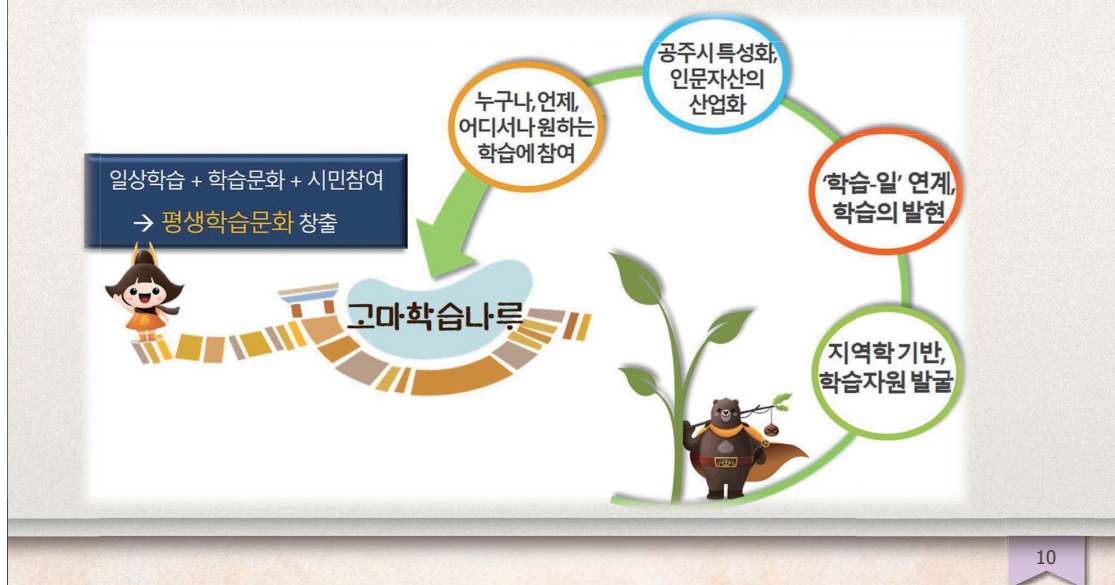 공주시 특성화,
인문자산의
산업화
누구나, 언제,
어디서나 원하는
학습에 참여
'학습-일' 연계,
학습의 발현
일상학습 + 학습문화 + 시민참여
→ 평생학습문화 창출
고마학습나루
지역학 기반,
학습자원 발굴
10